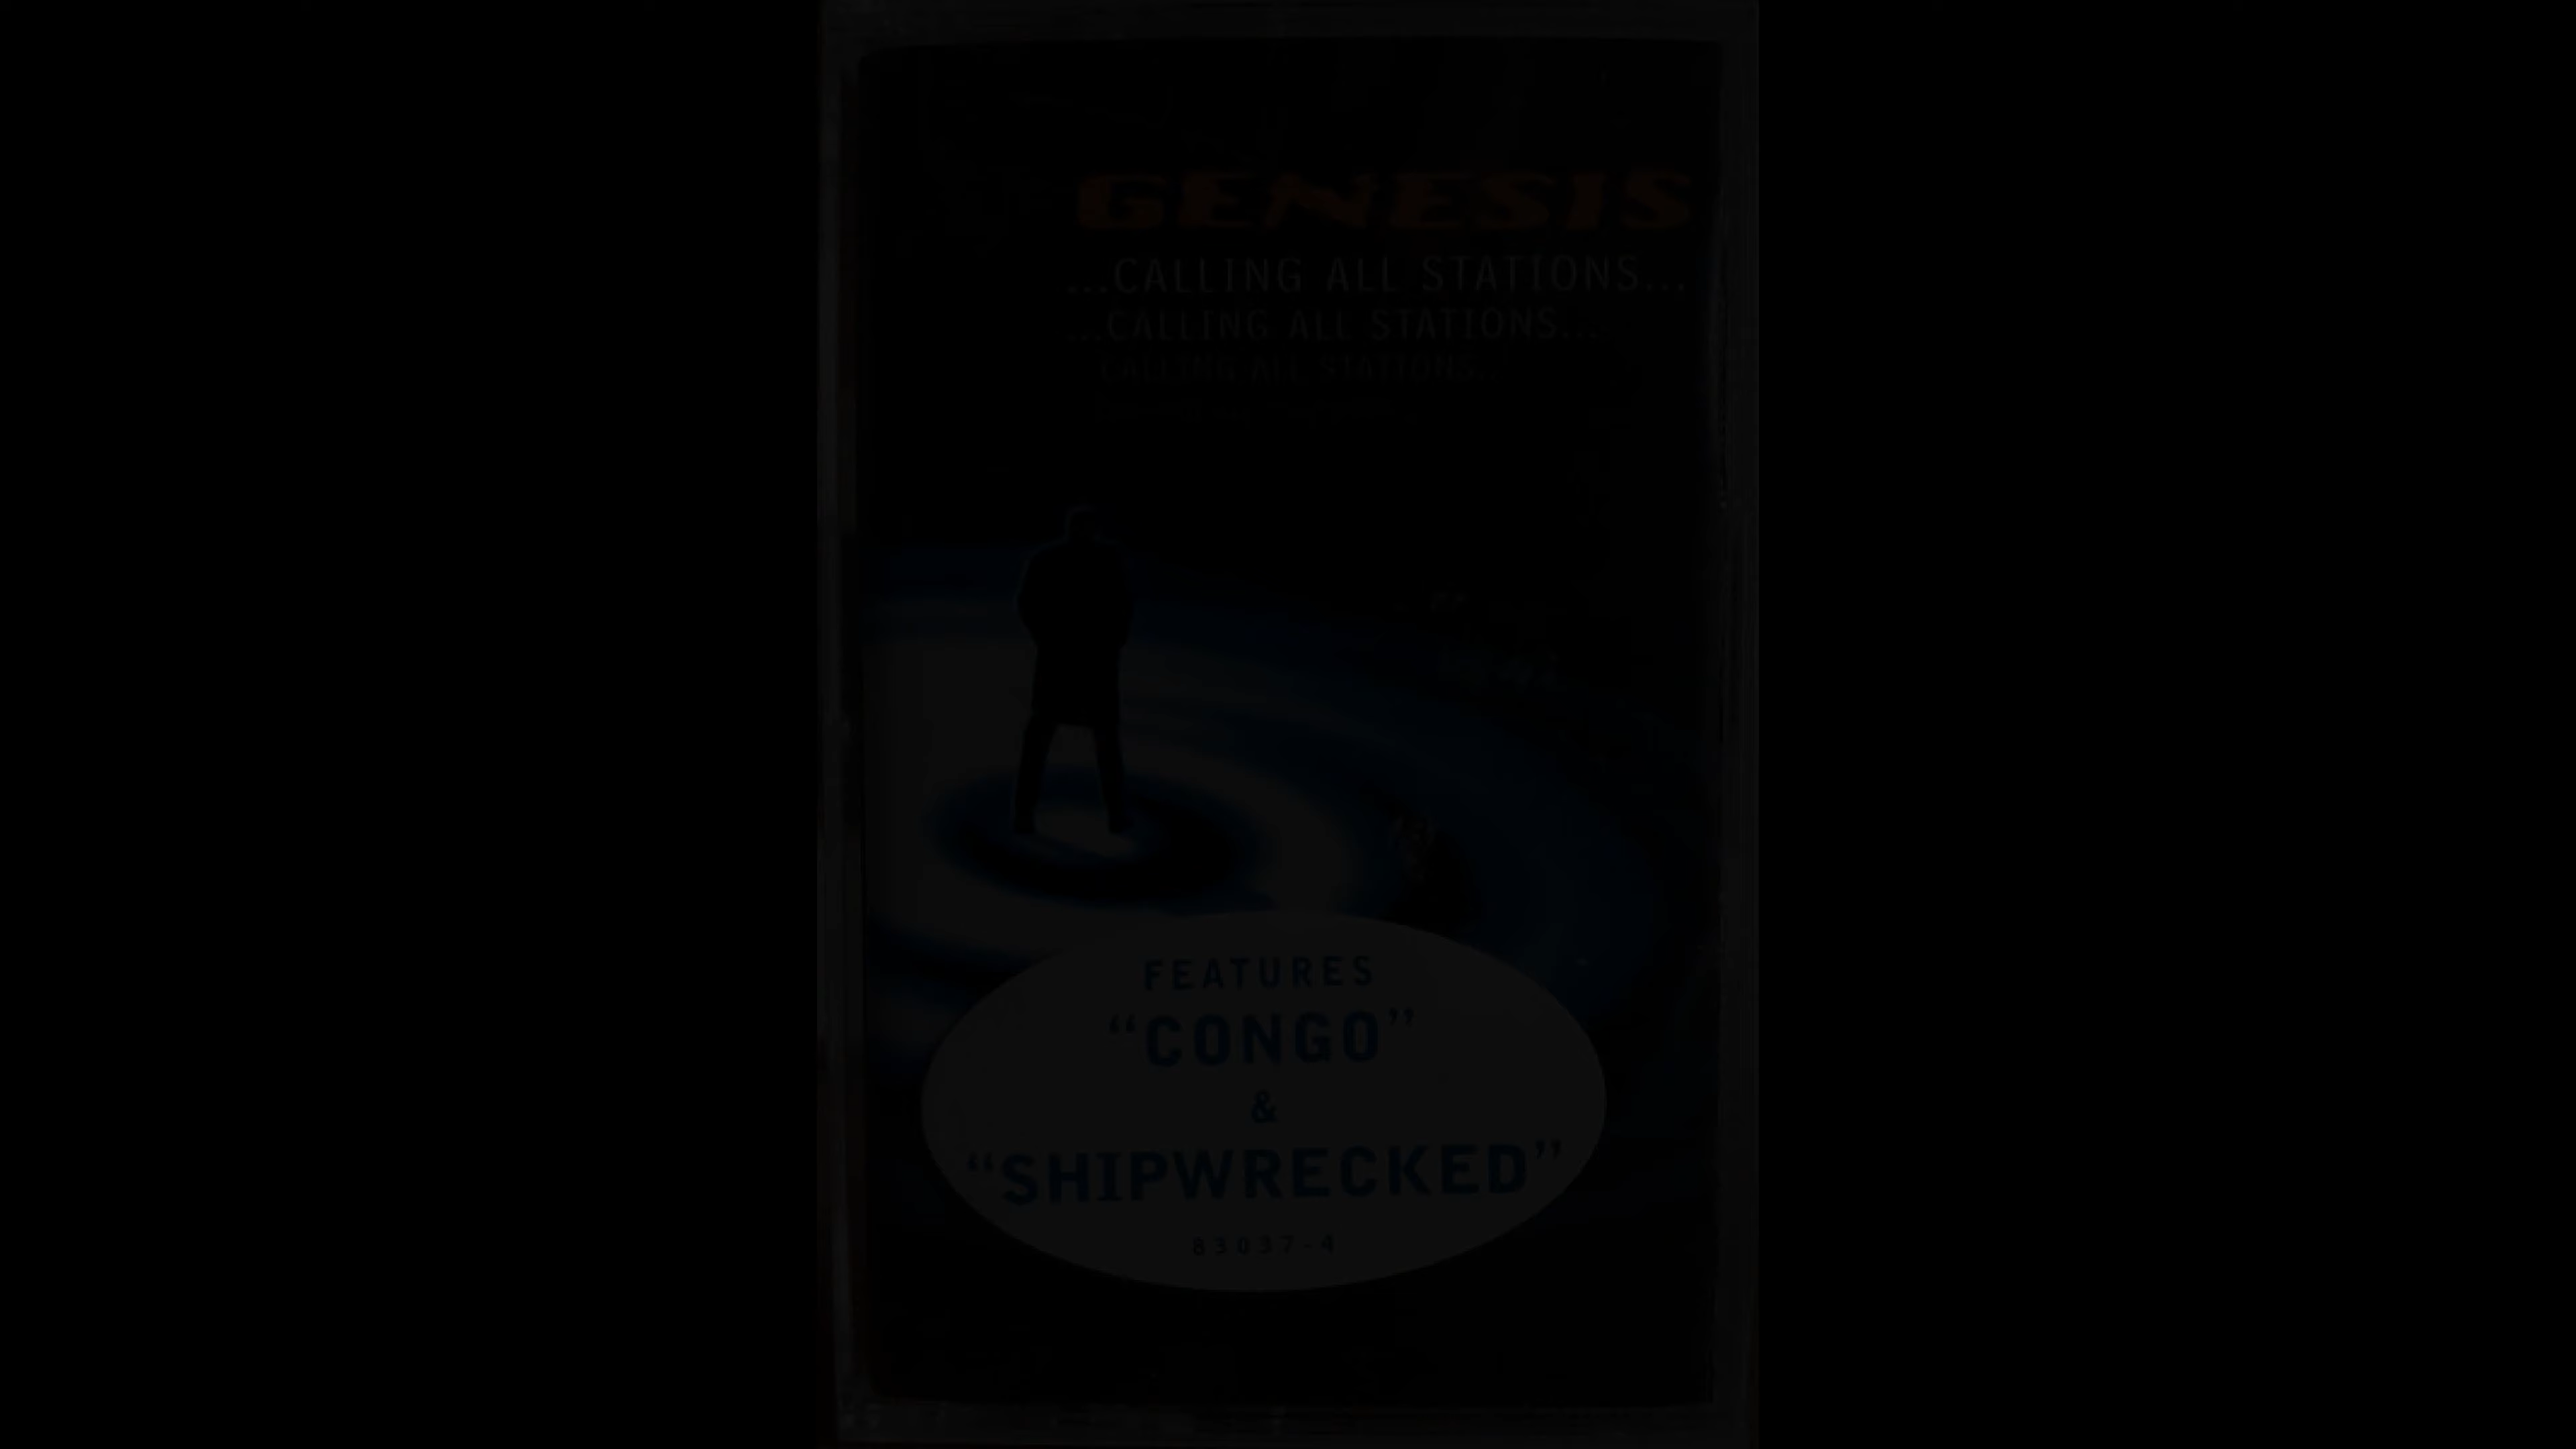 GENESIS
...CALLING ALL STATIONS...
...CALLING ALL STATIONS...
CALLING ALL STATIONS..
FEATURES
“CONGO”
&
“SHIPWRECKED”
83037-4